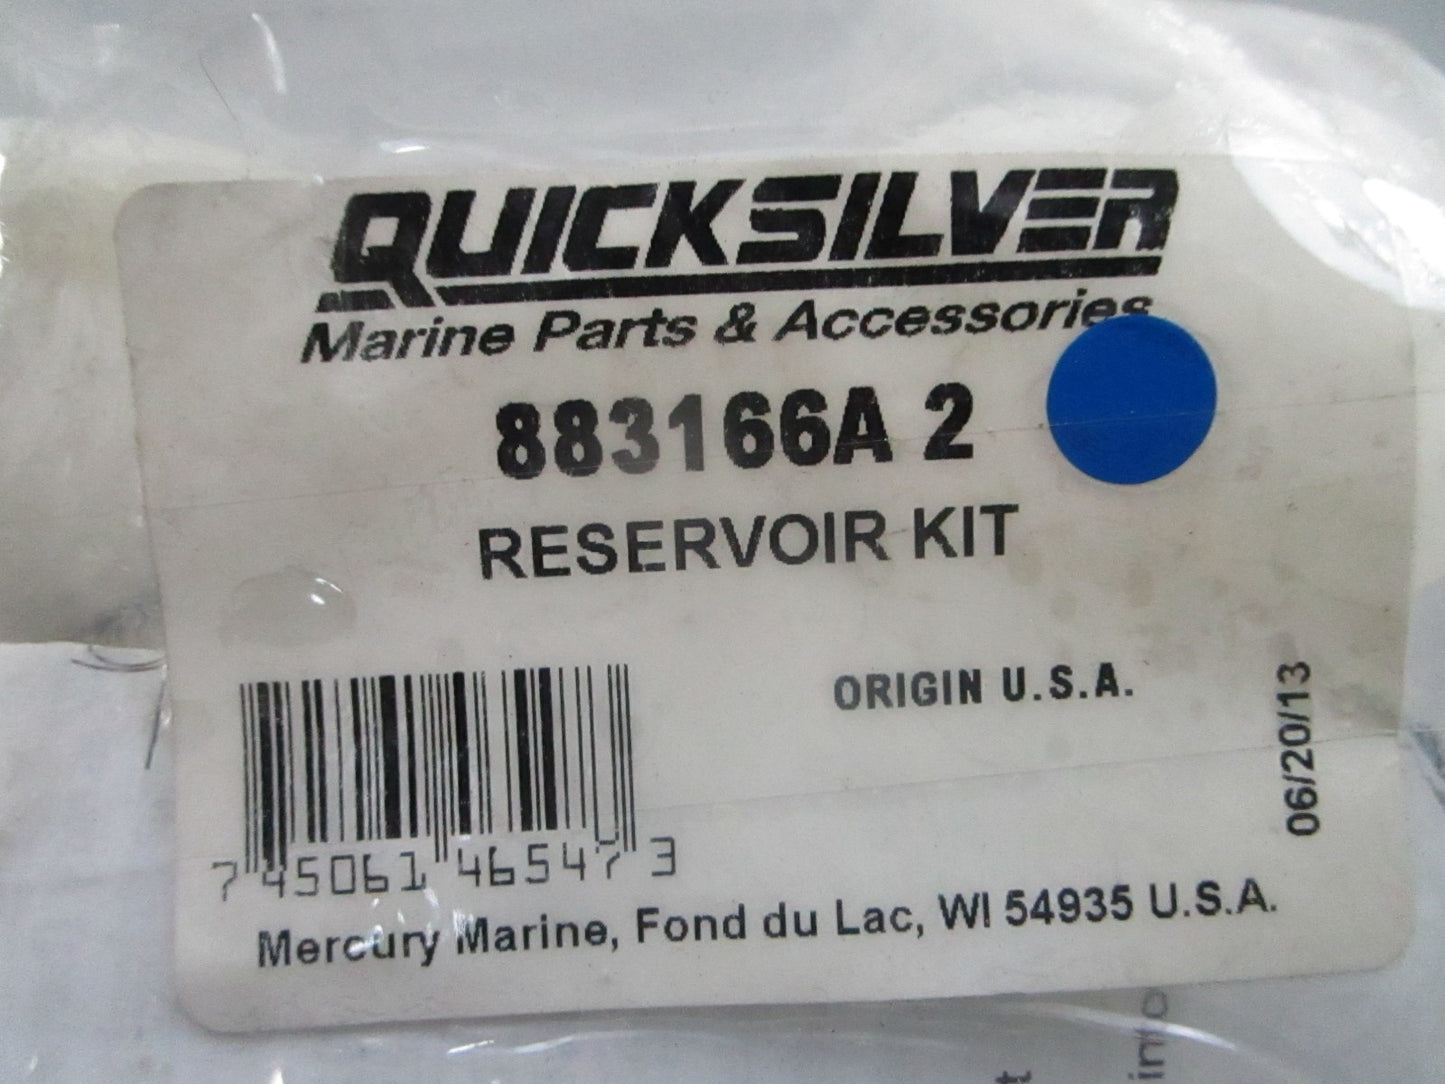 QUICKSILVER
Marine Parts & Accessories
883166A 2
RESERVOIR KIT
ORIGIN U.S.A.
06/20/13
7 45061 46547 3
Mercury Marine, Fond du Lac, WI 54935 U.S.A.
into